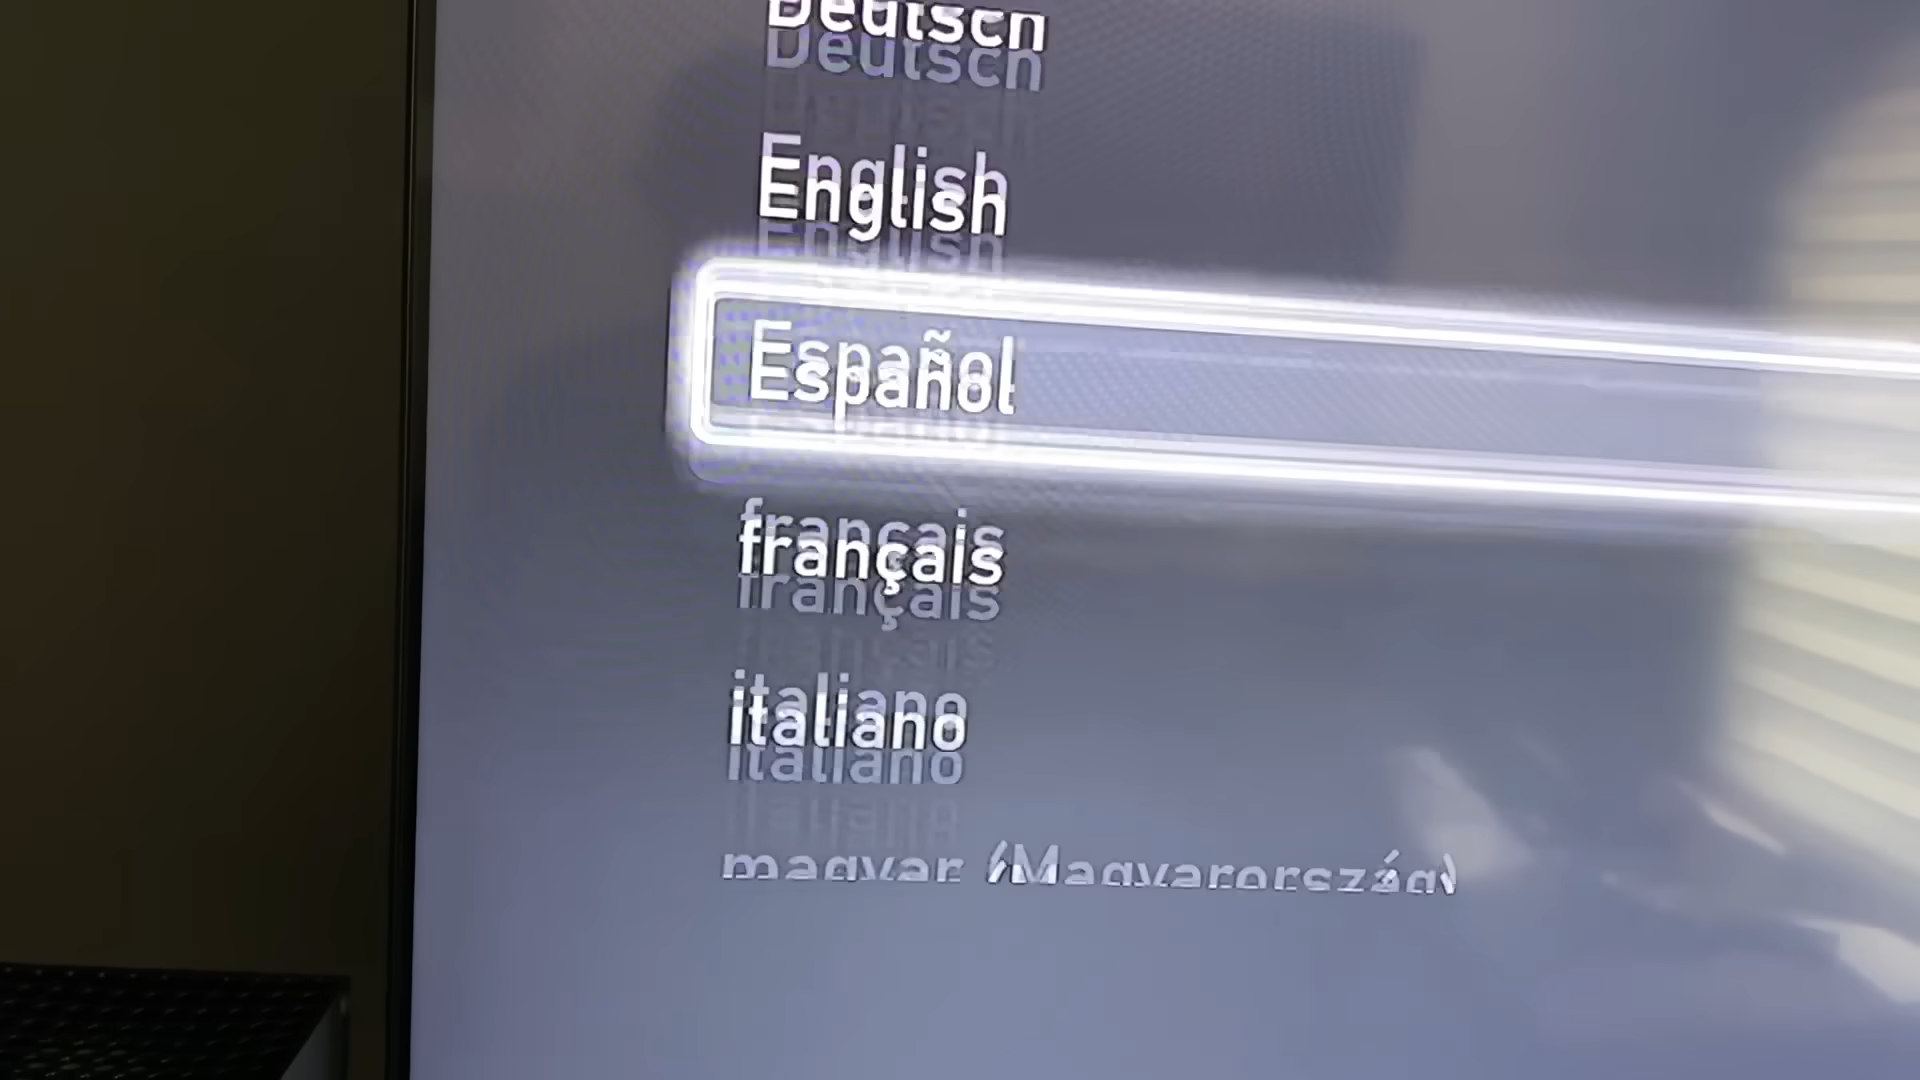 Deutsch
English
Español
français
italiano
magyar (Magyarország)